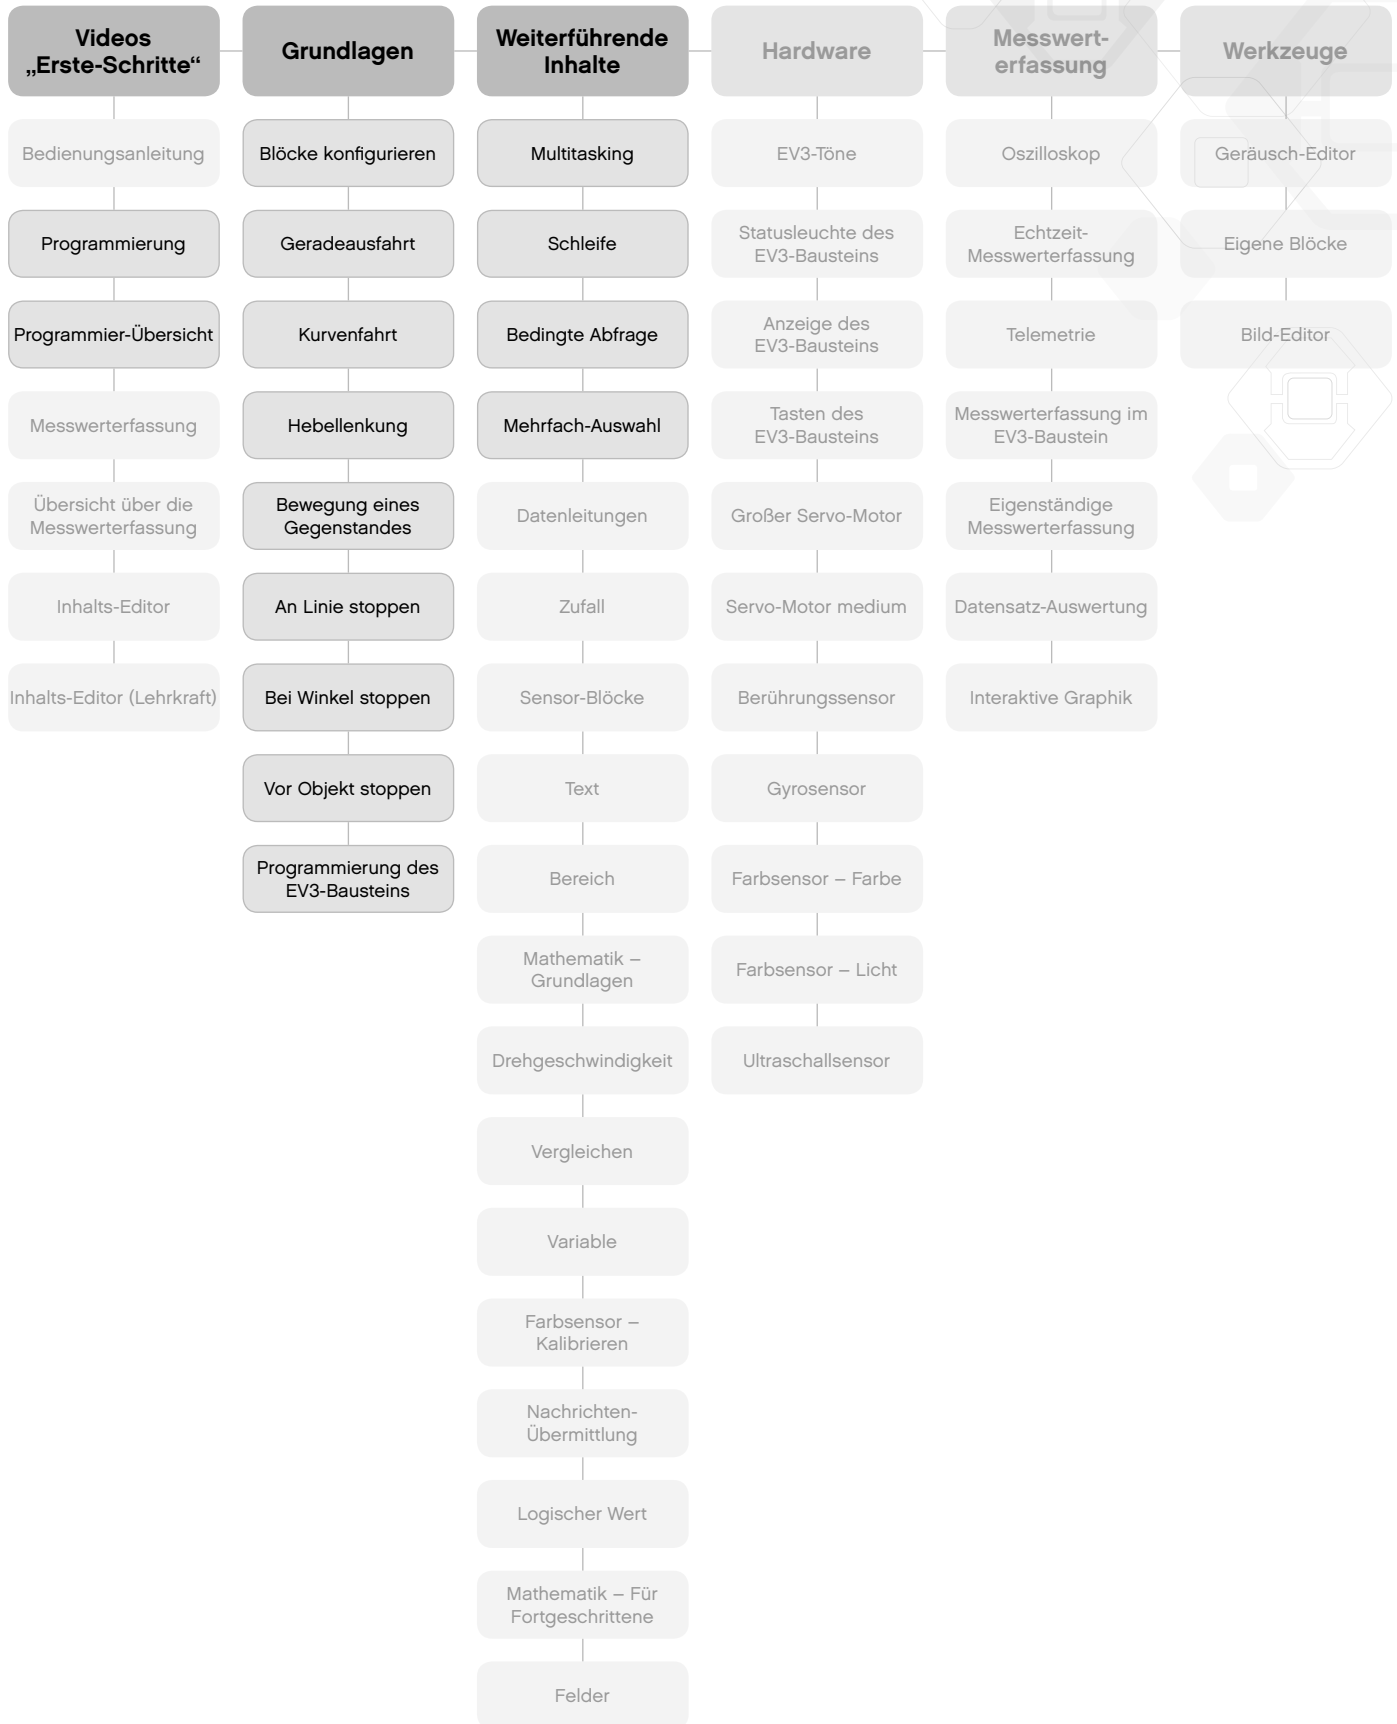 Videos
„Erste-Schritte“
Bedienungsanleitung
Programmierung
Programmier-Übersicht
Messwerterfassung
Übersicht über die
Messwerterfassung
Inhalts-Editor
Inhalts-Editor (Lehrkraft)
Grundlagen
Blöcke konfigurieren
Geradeausfahrt
Kurvenfahrt
Hebellenkung
Bewegung eines
Gegenstandes
An Linie stoppen
Bei Winkel stoppen
Vor Objekt stoppen
Programmierung des
EV3-Bausteins
Weiterführende
Inhalte
Multitasking
Schleife
Bedingte Abfrage
Mehrfach-Auswahl
Datenleitungen
Zufall
Sensor-Blöcke
Text
Bereich
Mathematik –
Grundlagen
Drehgeschwindigkeit
Vergleichen
Variable
Farbsensor –
Kalibrieren
Nachrichten-
Übermittlung
Logischer Wert
Mathematik – Für
Fortgeschrittene
Felder
Hardware
EV3-Töne
Statusleuchte des
EV3-Bausteins
Anzeige des
EV3-Bausteins
Tasten des
EV3-Bausteins
Großer Servo-Motor
Servo-Motor medium
Berührungssensor
Gyrosensor
Farbsensor – Farbe
Farbsensor – Licht
Ultraschallsensor
Messwert-
erfassung
Oszilloskop
Echtzeit-
Messwerterfassung
Telemetrie
Messwerterfassung im
EV3-Baustein
Eigenständige
Messwerterfassung
Datensatz-Auswertung
Interaktive Graphik
Werkzeuge
Geräusch-Editor
Eigene Blöcke
Bild-Editor